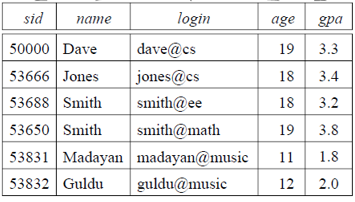 sid name login age gpa
50000 Dave dave@cs 19 3.3
53666 Jones jones@cs 18 3.4
53688 Smith smith@ee 18 3.2
53650 Smith smith@math 19 3.8
53831 Madayan madayan@music 11 1.8
53832 Guldu guldu@music 12 2.0